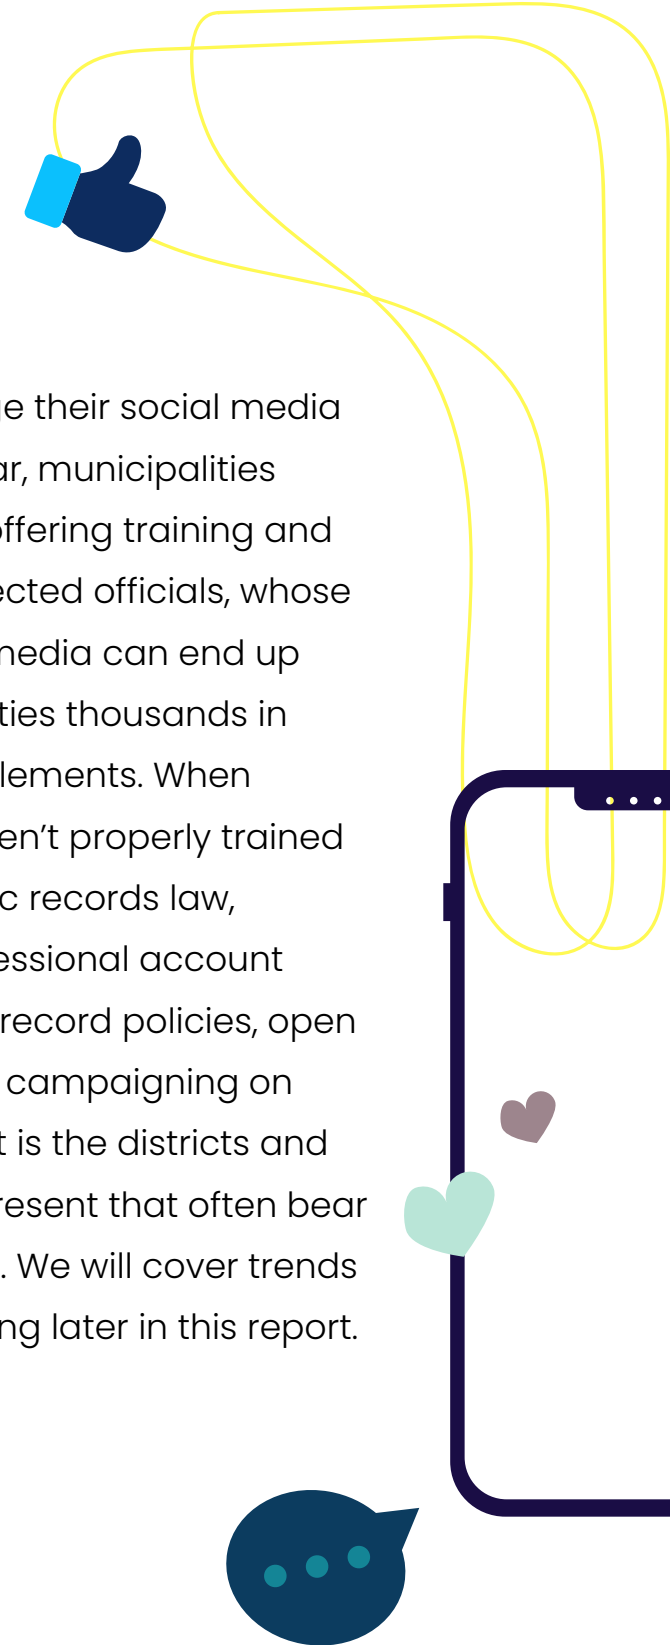 ge their social media
ar, municipalities
offering training and
ected officials, whose
media can end up
ties thousands in
lements. When
en’t properly trained
c records law,
essional account
record policies, open
campaigning on
t is the districts and
resent that often bear
. We will cover trends
ng later in this report.